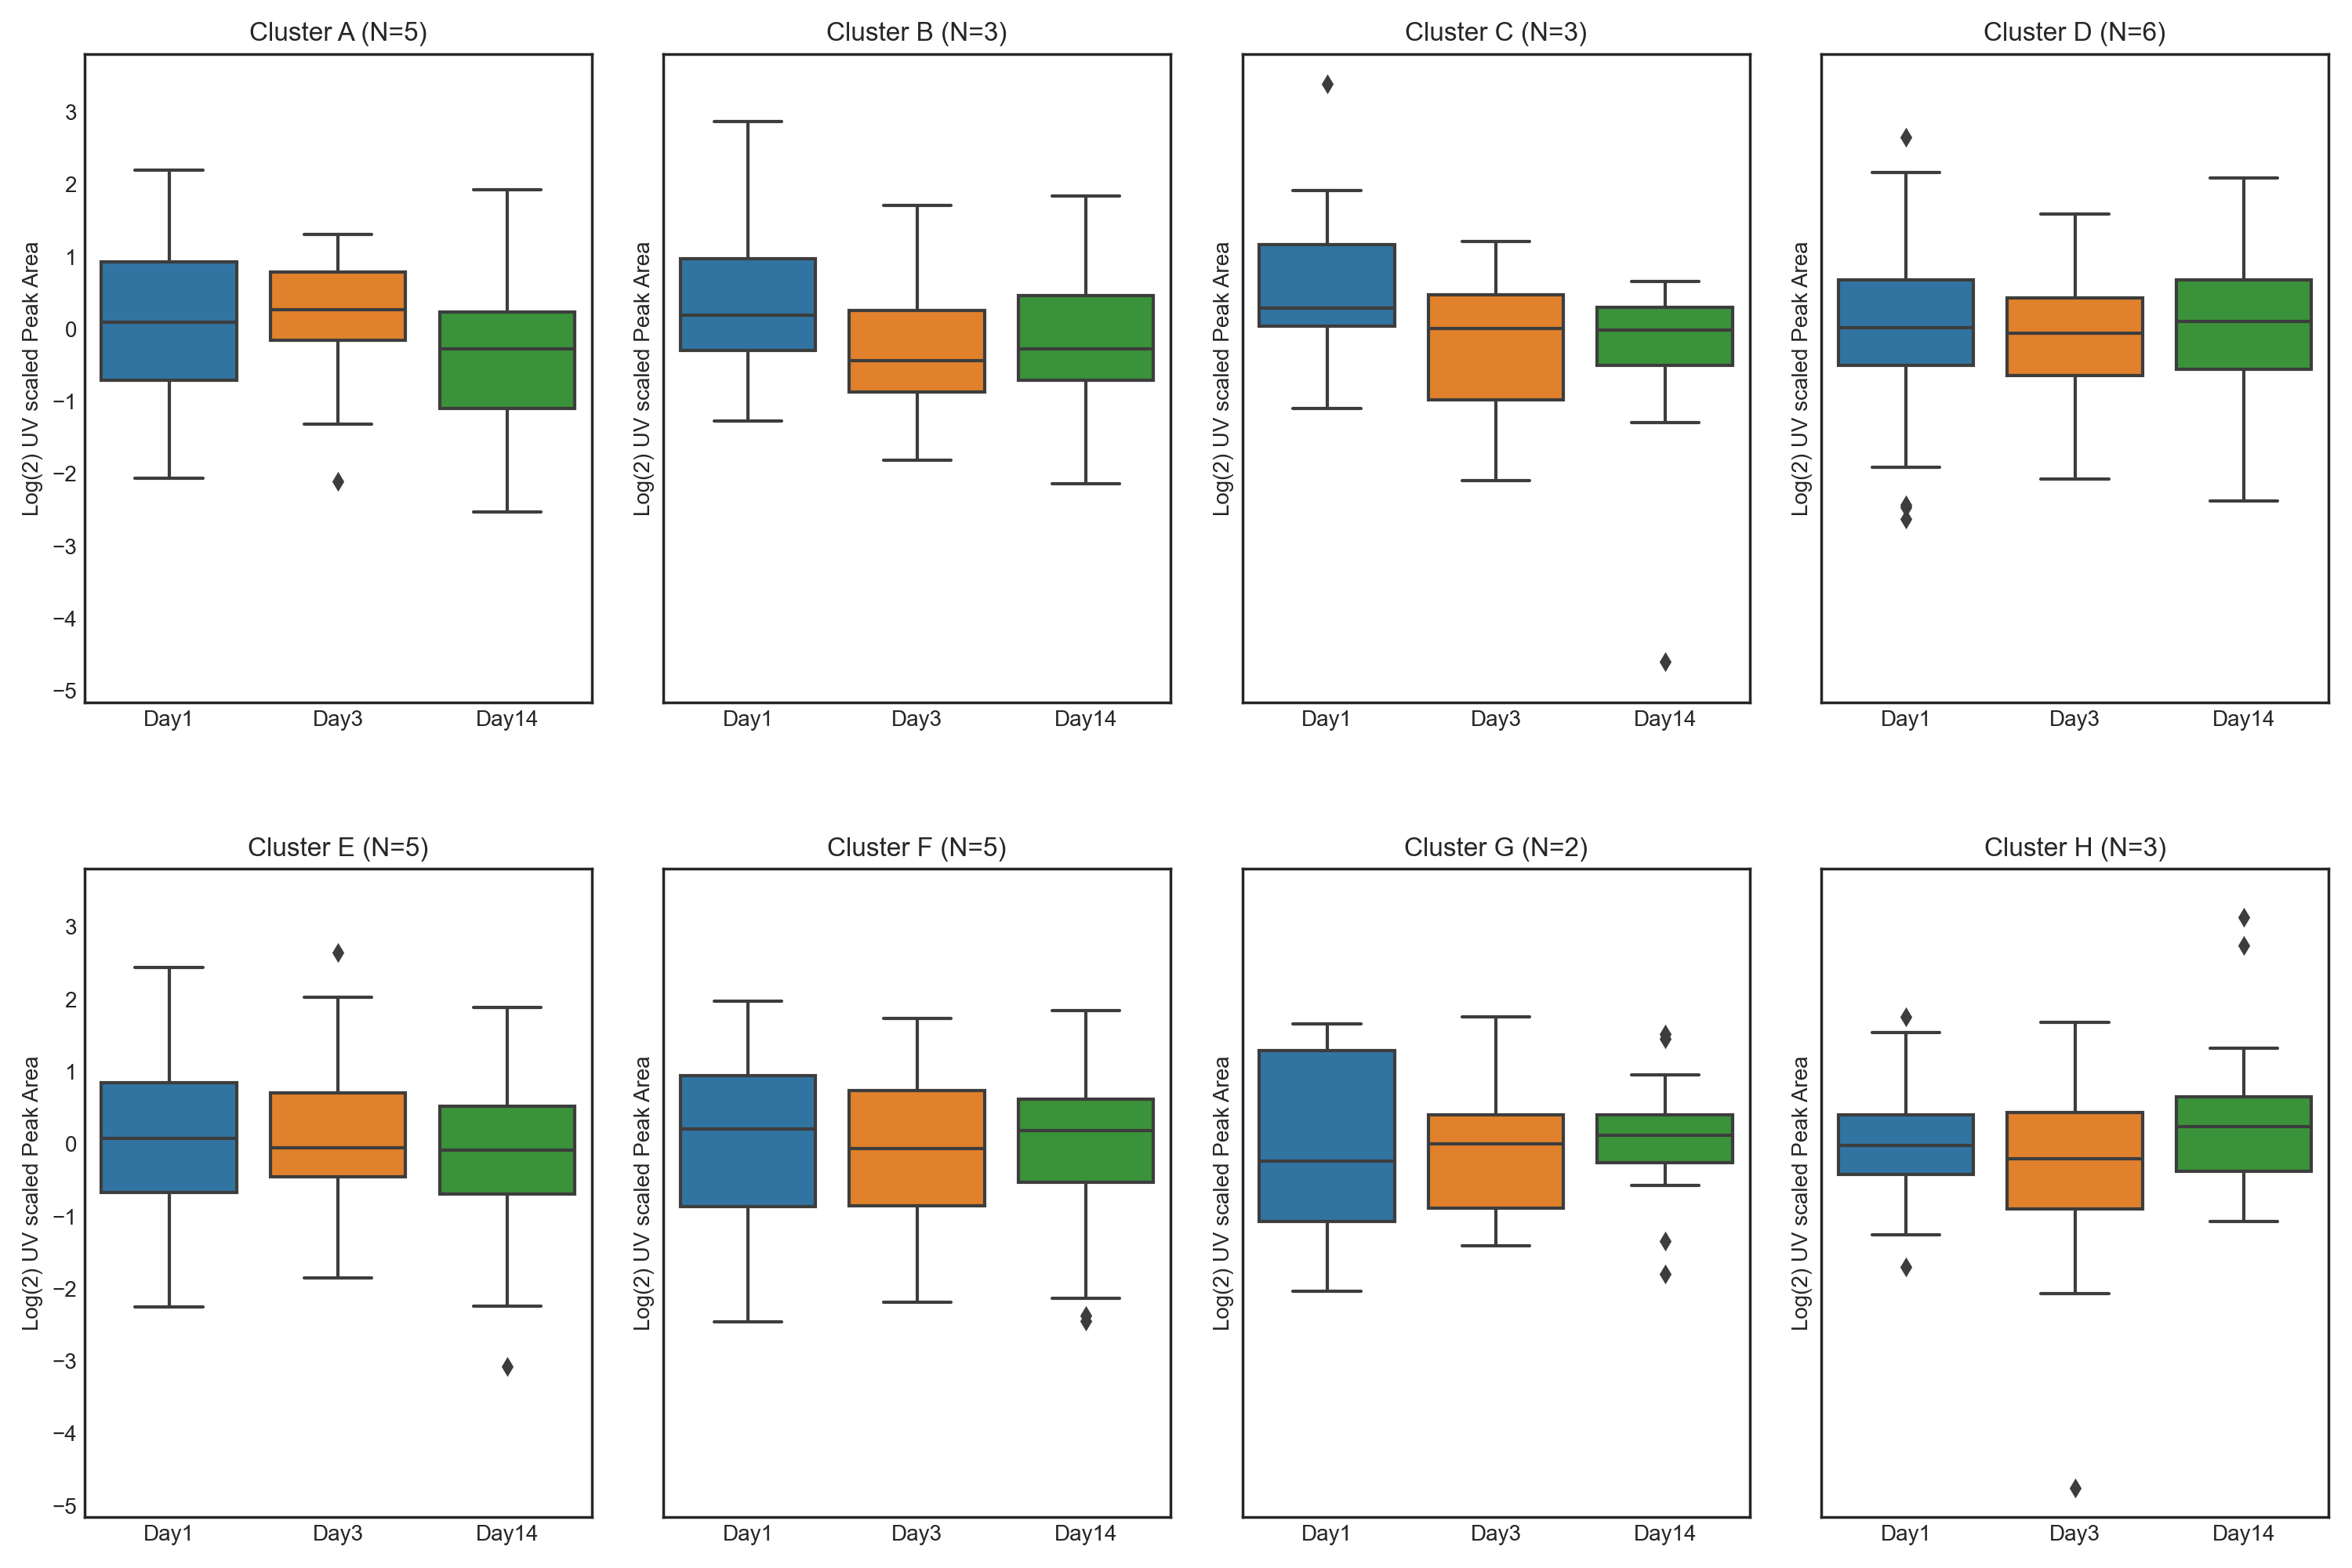 Cluster A (N=5)
Log(2) UV scaled Peak Area
3
2
1
0
−1
−2
−3
−4
−5
Day1 Day3 Day14
Cluster B (N=3)
Log(2) UV scaled Peak Area
Day1 Day3 Day14
Cluster C (N=3)
Log(2) UV scaled Peak Area
Day1 Day3 Day14
Cluster D (N=6)
Log(2) UV scaled Peak Area
Day1 Day3 Day14
Cluster E (N=5)
Log(2) UV scaled Peak Area
3
2
1
0
−1
−2
−3
−4
−5
Day1 Day3 Day14
Cluster F (N=5)
Log(2) UV scaled Peak Area
Day1 Day3 Day14
Cluster G (N=2)
Log(2) UV scaled Peak Area
Day1 Day3 Day14
Cluster H (N=3)
Log(2) UV scaled Peak Area
Day1 Day3 Day14